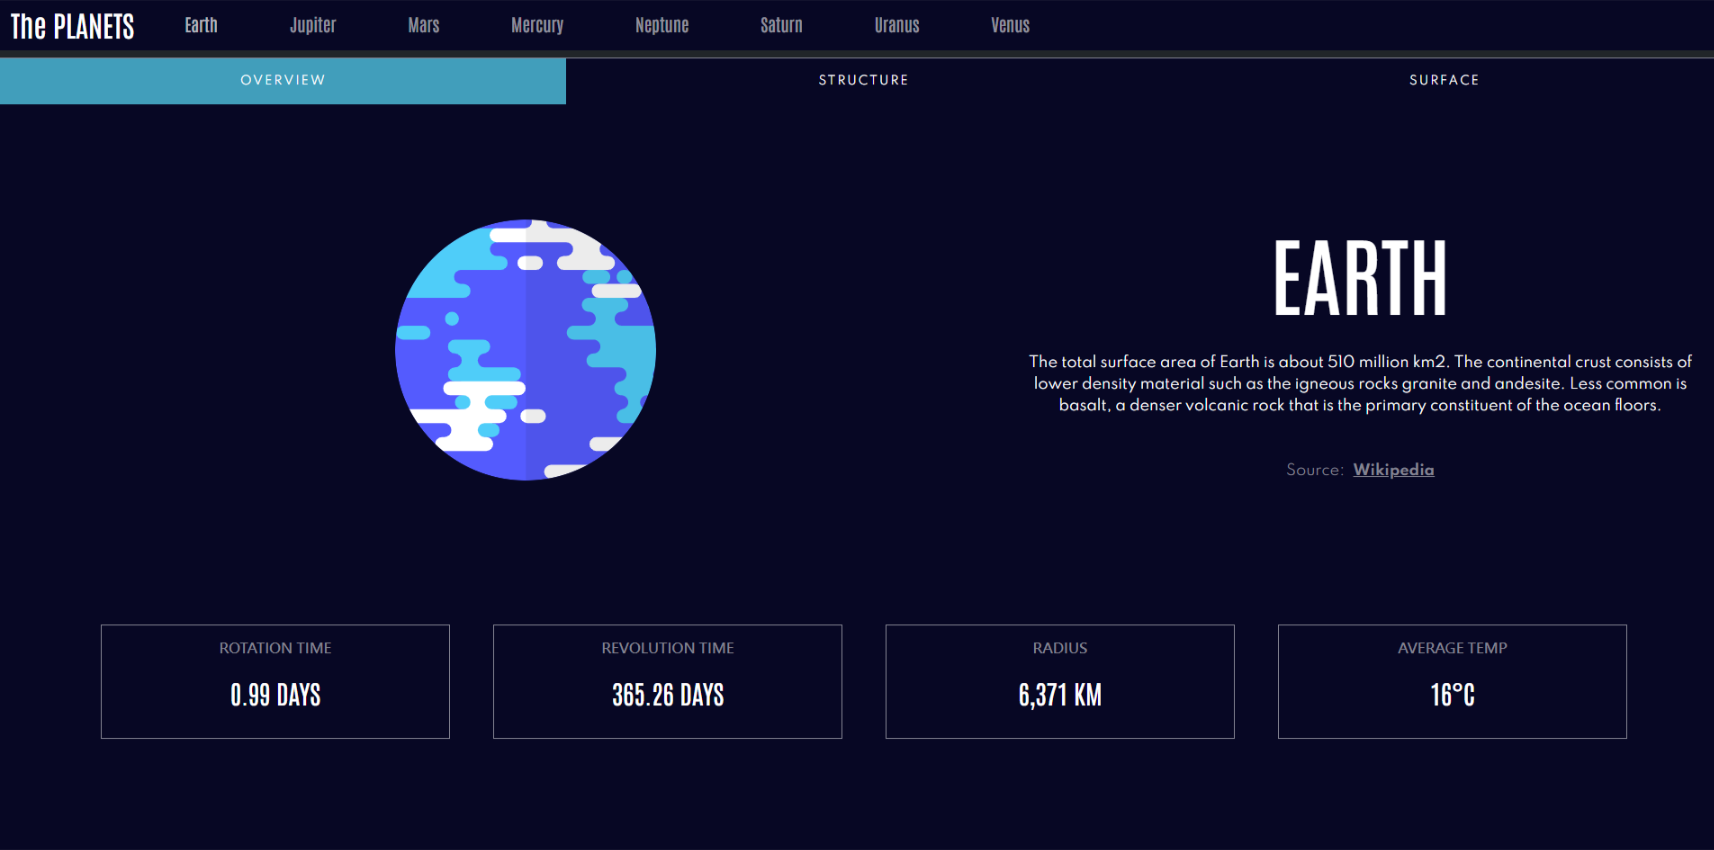 The PLANETS Earth Jupiter Mars Mercury Neptune Saturn Uranus Venus
OVERVIEW STRUCTURE SURFACE
EARTH
The total surface area of Earth is about 510 million km2. The continental crust consists of
lower density material such as the igneous rocks granite and andesite. Less common is
basalt, a denser volcanic rock that is the primary constituent of the ocean floors.
Source: Wikipedia
ROTATION TIME
0.99 DAYS
REVOLUTION TIME
365.26 DAYS
RADIUS
6,371 KM
AVERAGE TEMP
16°C